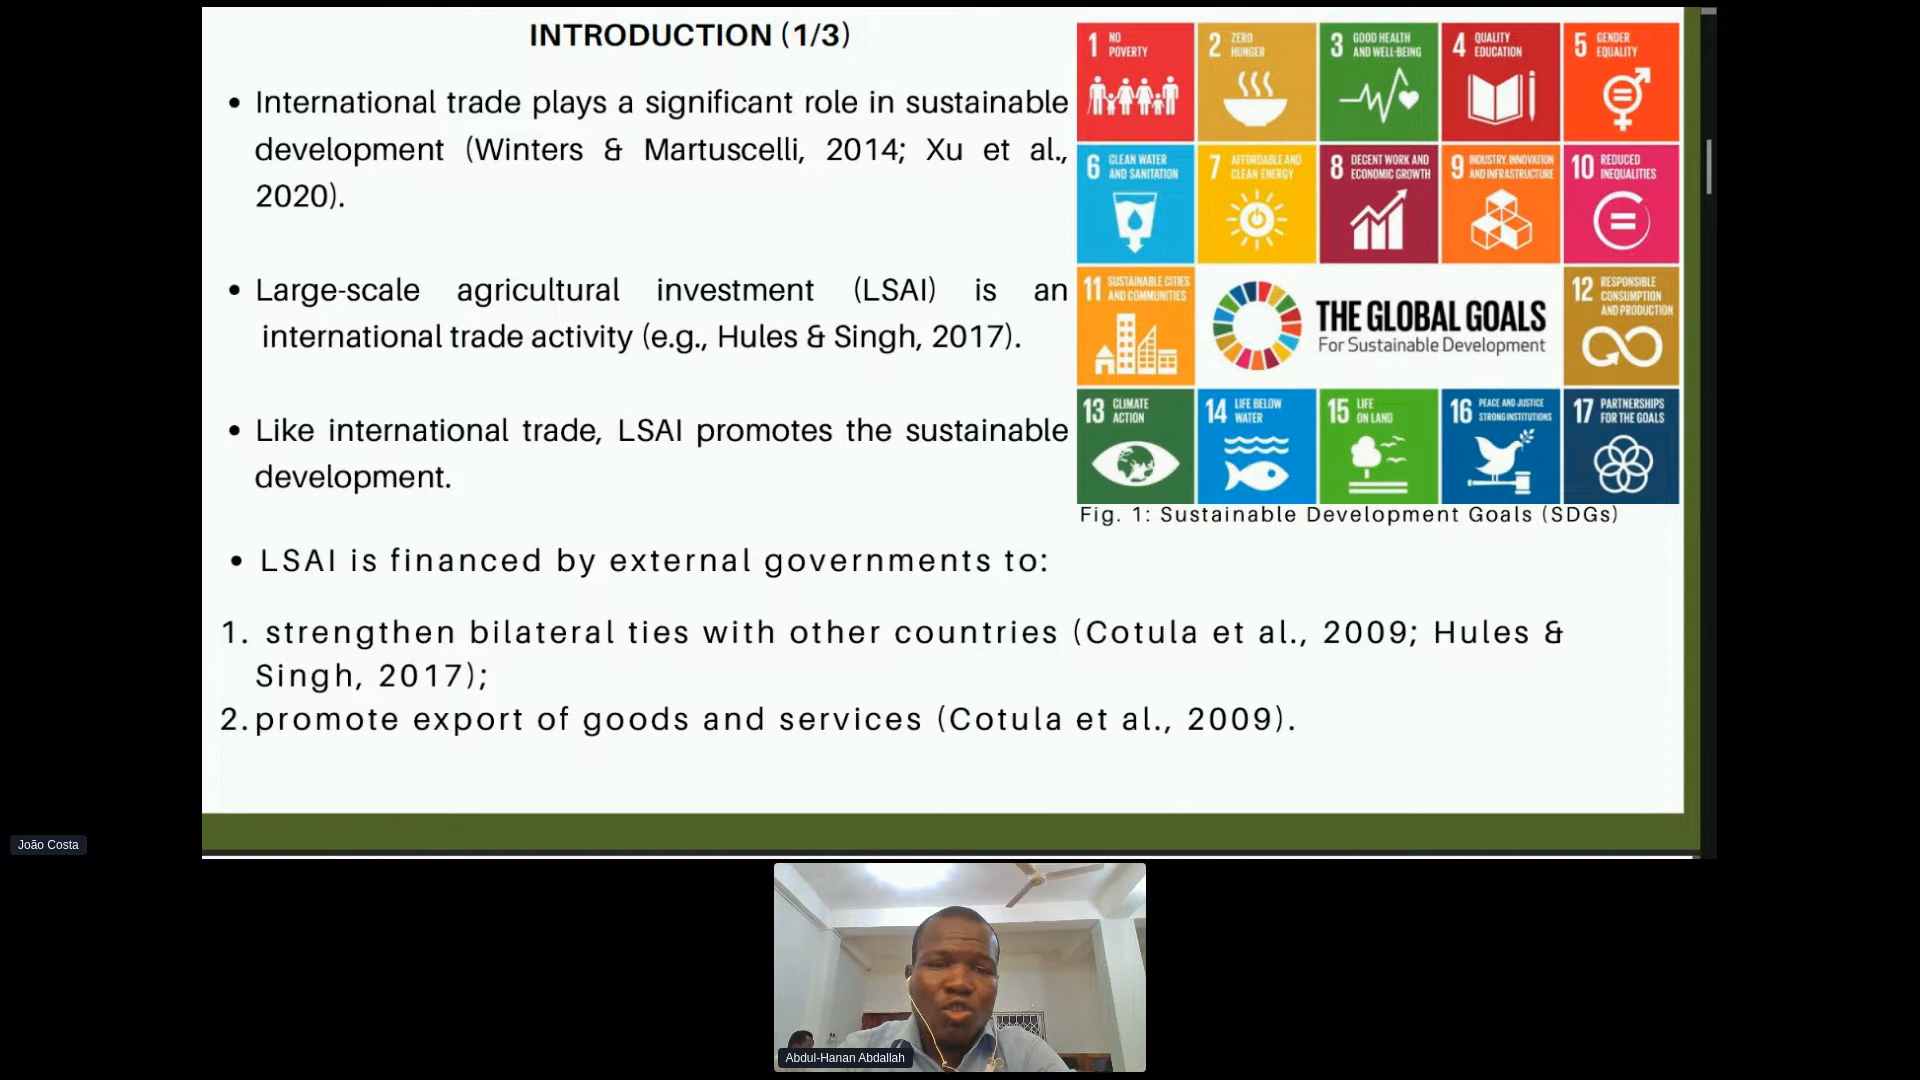 INTRODUCTION (1/3)
• International trade plays a significant role in sustainable
development (Winters & Martuscelli, 2014; Xu et al.,
2020).
• Large-scale agricultural investment (LSAI) is an
international trade activity (e.g., Hules & Singh, 2017).
• Like international trade, LSAI promotes the sustainable
development.
• LSAI is financed by external governments to:
1. strengthen bilateral ties with other countries (Cotula et al., 2009; Hules &
Singh, 2017);
2. promote export of goods and services (Cotula et al., 2009).
1 NO
POVERTY
2 ZERO
HUNGER
3 GOOD HEALTH
AND WELL-BEING
4 QUALITY
EDUCATION
5 GENDER
EQUALITY
6 CLEAN WATER
AND SANITATION
7 AFFORDABLE AND
CLEAN ENERGY
8 DECENT WORK AND
ECONOMIC GROWTH
9 INDUSTRY, INNOVATION
AND INFRASTRUCTURE
10 REDUCED
INEQUALITIES
11 SUSTAINABLE CITIES
AND COMMUNITIES
THE GLOBAL GOALS
For Sustainable Development
12 RESPONSIBLE
CONSUMPTION
AND PRODUCTION
13 CLIMATE
ACTION
14 LIFE BELOW
WATER
15 LIFE
ON LAND
16 PEACE AND JUSTICE
STRONG INSTITUTIONS
17 PARTNERSHIPS
FOR THE GOALS
Fig. 1: Sustainable Development Goals (SDGs)
João Costa
Abdul-Hanan Abdallah